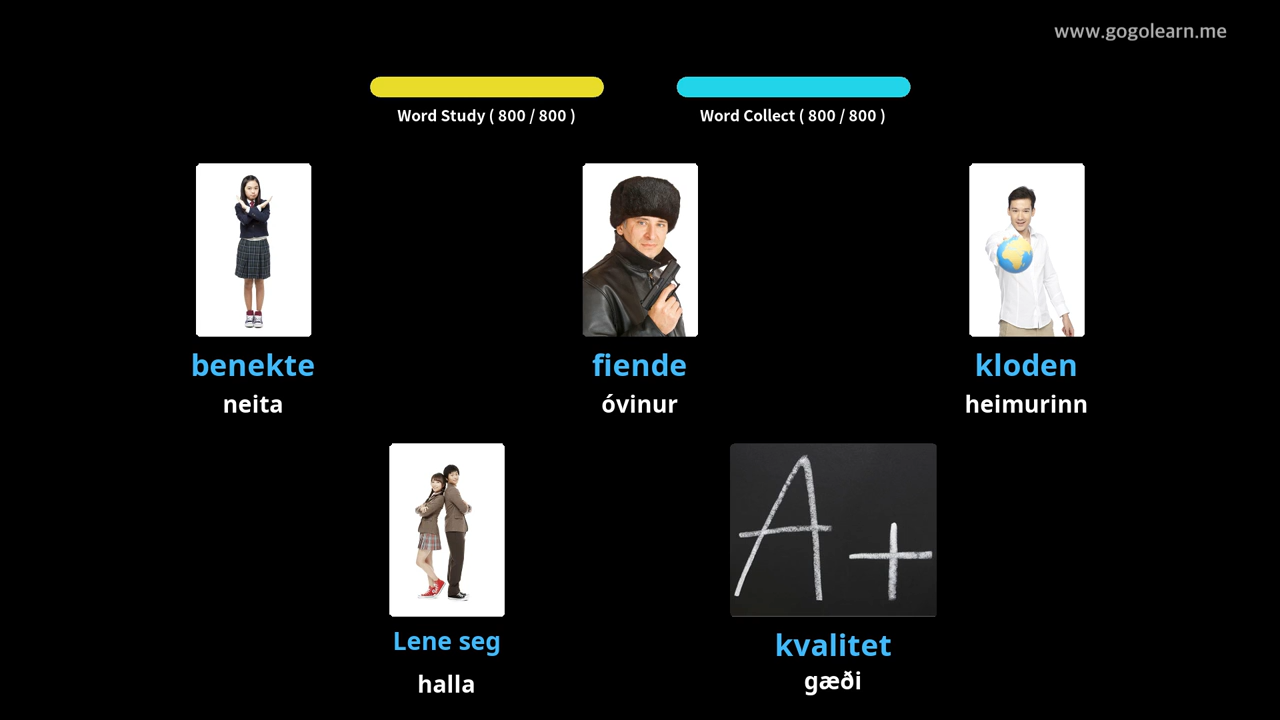 www.gogolearn.me
Word Study ( 800 / 800 )
Word Collect ( 800 / 800 )
benekte
neita
fiende
óvinur
kloden
heimurinn
Lene seg
halla
A+
kvalitet
gæði